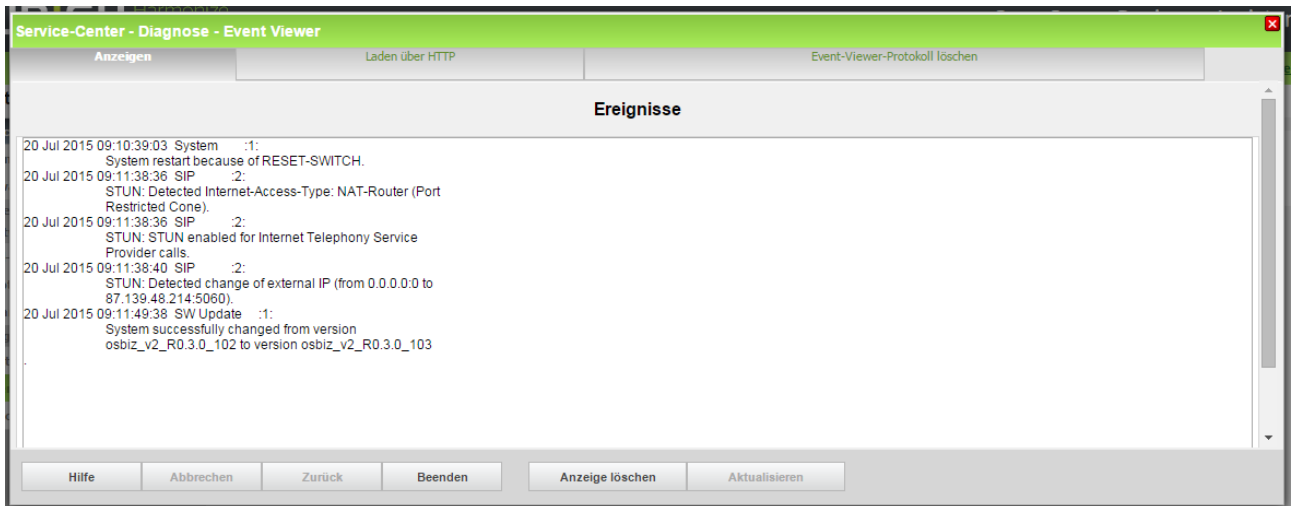 Harmonize
Service-Center - Diagnose - Event Viewer
Anzeigen
Laden über HTTP
Event-Viewer-Protokoll löschen
Ereignisse
20 Jul 2015 09:10:39:03 System :1:
System restart because of RESET-SWITCH.
20 Jul 2015 09:11:38:36 SIP :2:
STUN: Detected Internet-Access-Type: NAT-Router (Port
Restricted Cone).
20 Jul 2015 09:11:38:36 SIP :2:
STUN: STUN enabled for Internet Telephony Service
Provider calls.
20 Jul 2015 09:11:38:40 SIP :2:
STUN: Detected change of external IP (from 0.0.0.0:0 to
87.139.48.214:5060).
20 Jul 2015 09:11:49:38 SW Update :1:
System successfully changed from version
osbiz_v2_R0.3.0_102 to version osbiz_v2_R0.3.0_103
.
Hilfe
Abbrechen
Zurück
Beenden
Anzeige löschen
Aktualisieren